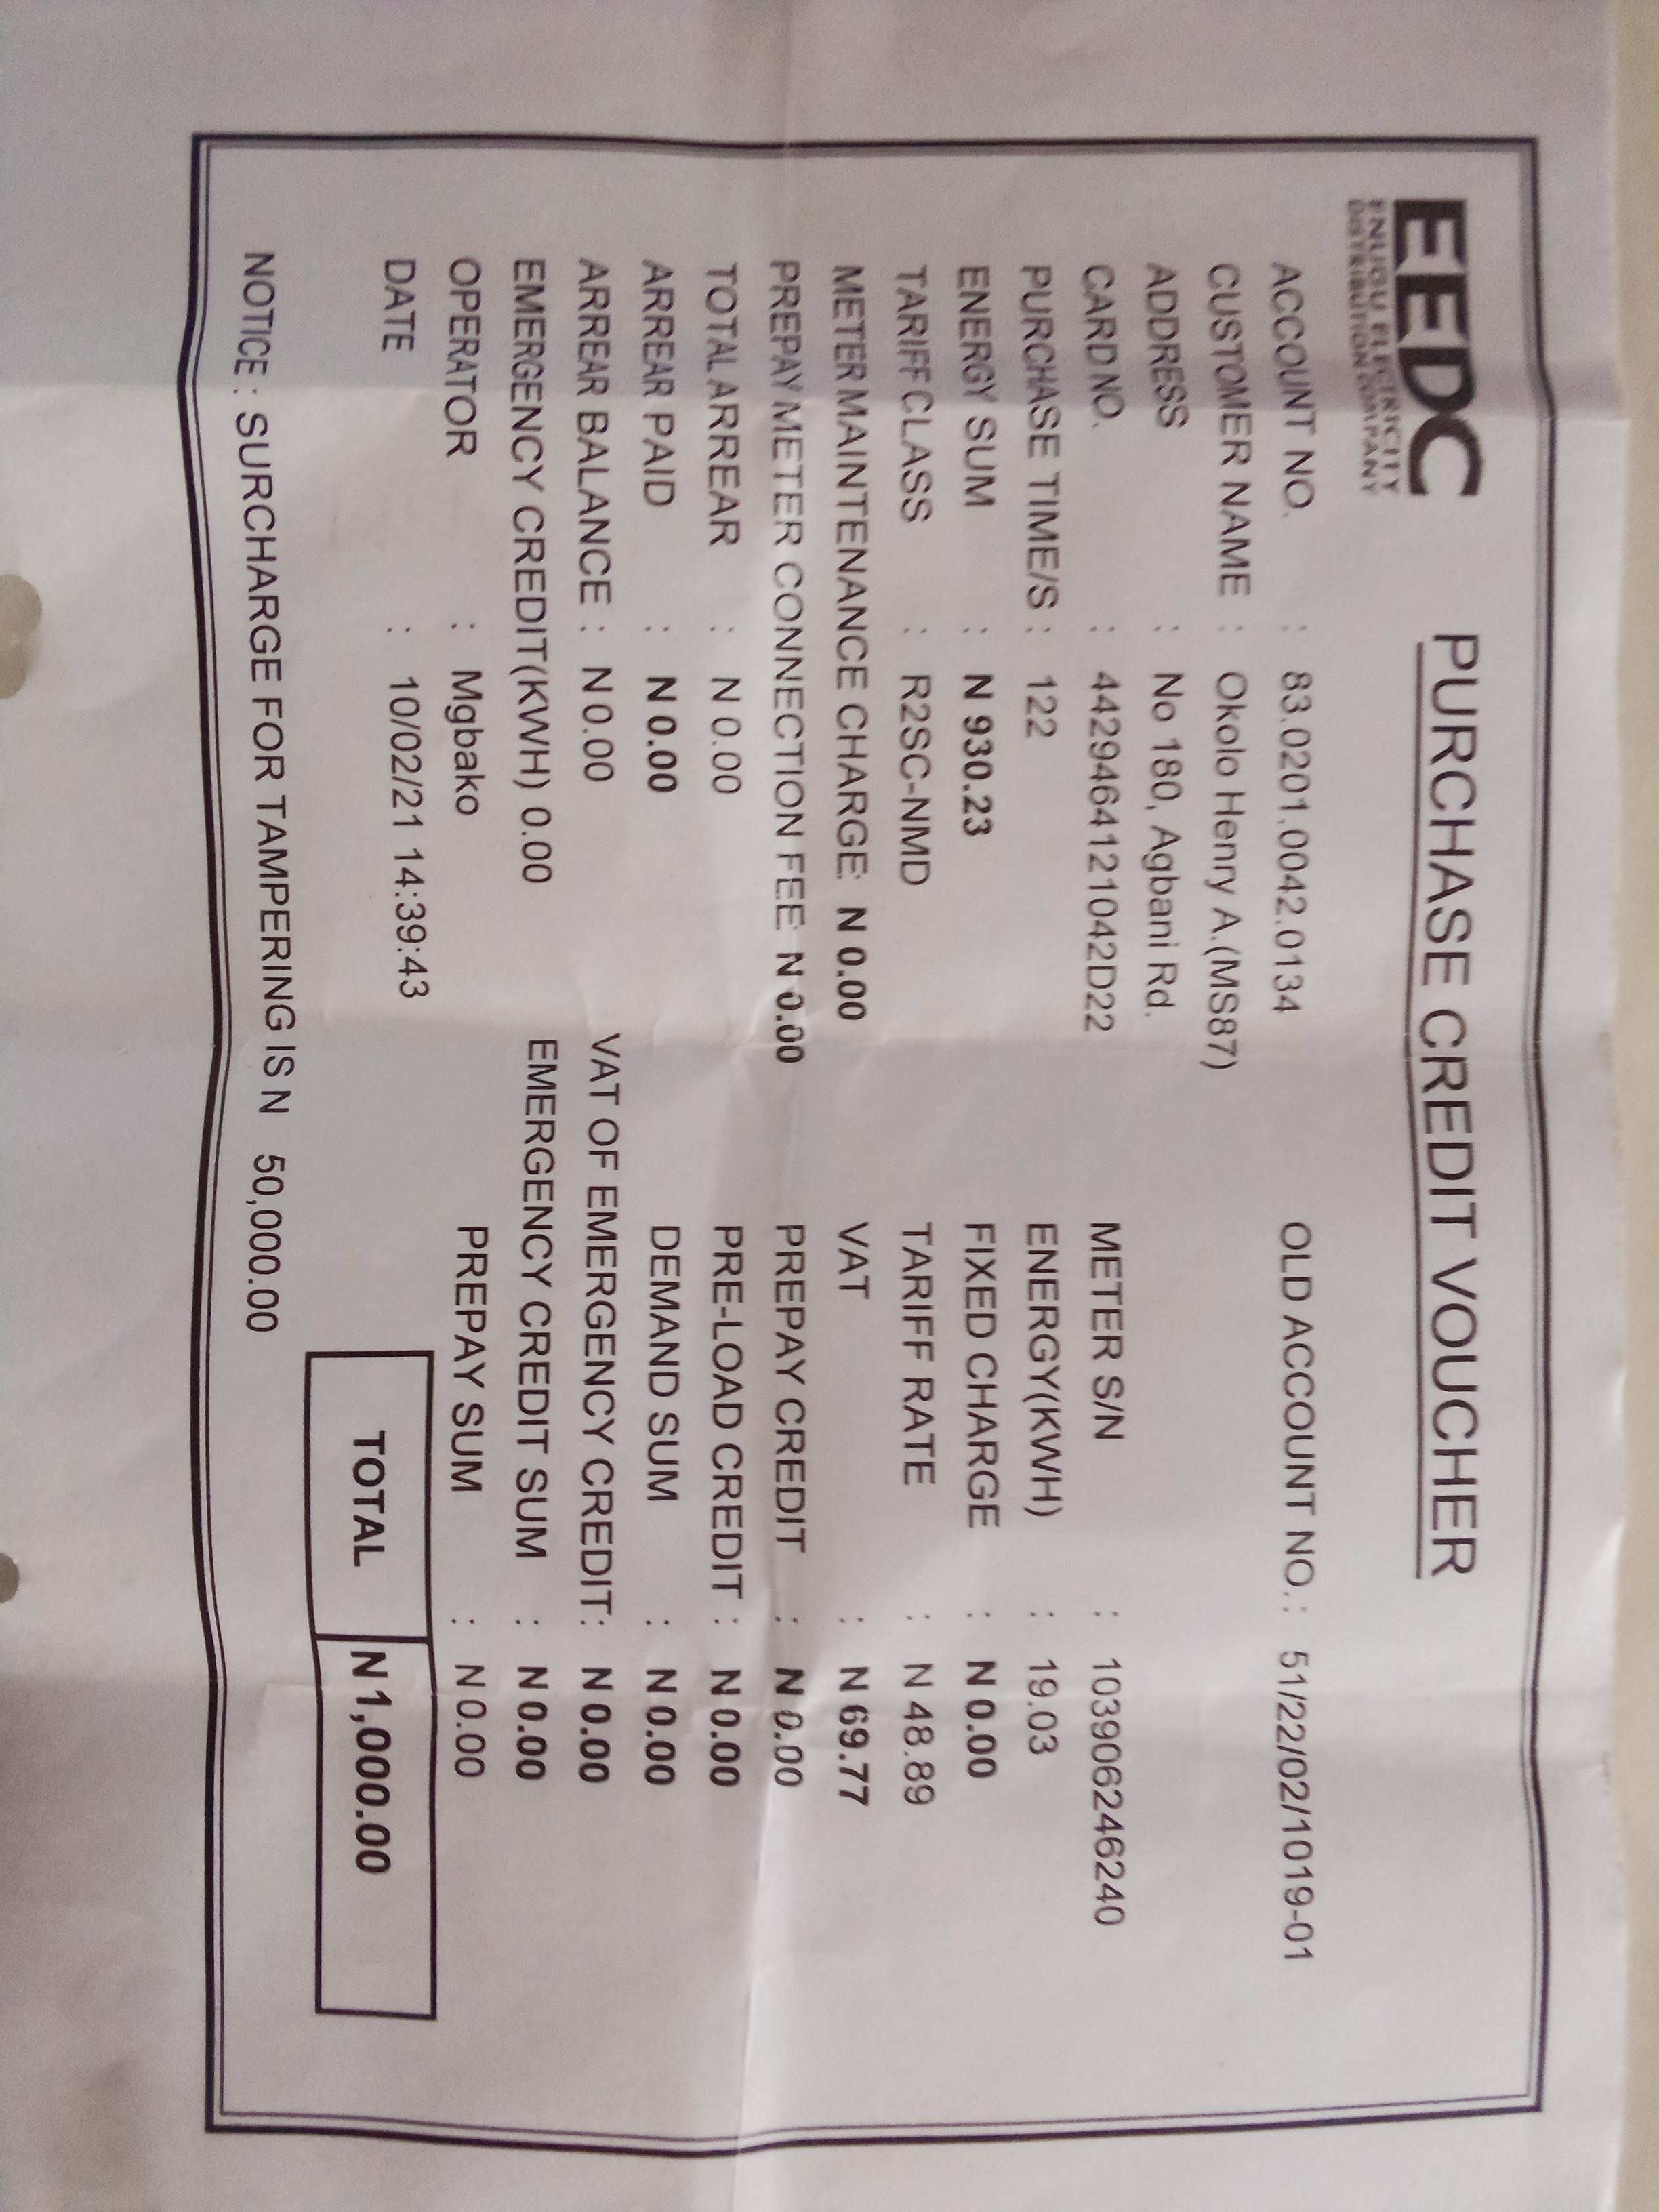 EEDC
ENUGU ELECTRICITY
DISTRIBUTION COMPANY
PURCHASE CREDIT VOUCHER
ACCOUNT NO. : 83.0201.0042.0134 OLD ACCOUNT NO. : 51/22/02/1019-01
CUSTOMER NAME : Okolo Henry A.(MS87)
ADDRESS : No 180, Agbani Rd.
CARD NO. : 4429464121042D22 METER S/N : 103906246240
PURCHASE TIME/S : 122 ENERGY(KWH) : 19.03
ENERGY SUM : N 930.23 FIXED CHARGE : N 0.00
TARIFF CLASS : R2SC-NMD TARIFF RATE : N 48.89
METER MAINTENANCE CHARGE: N 0.00 VAT : N 69.77
PREPAY METER CONNECTION FEE: N 0.00 PREPAY CREDIT : N 0.00
TOTAL ARREAR : N 0.00 PRE-LOAD CREDIT : N 0.00
ARREAR PAID : N 0.00 DEMAND SUM : N 0.00
ARREAR BALANCE : N 0.00 VAT OF EMERGENCY CREDIT: N 0.00
EMERGENCY CREDIT(KWH) 0.00 EMERGENCY CREDIT SUM : N 0.00
OPERATOR : Mgbako PREPAY SUM : N 0.00
DATE : 10/02/21 14:39:43
TOTAL N 1,000.00
NOTICE : SURCHARGE FOR TAMPERING IS N 50,000.00